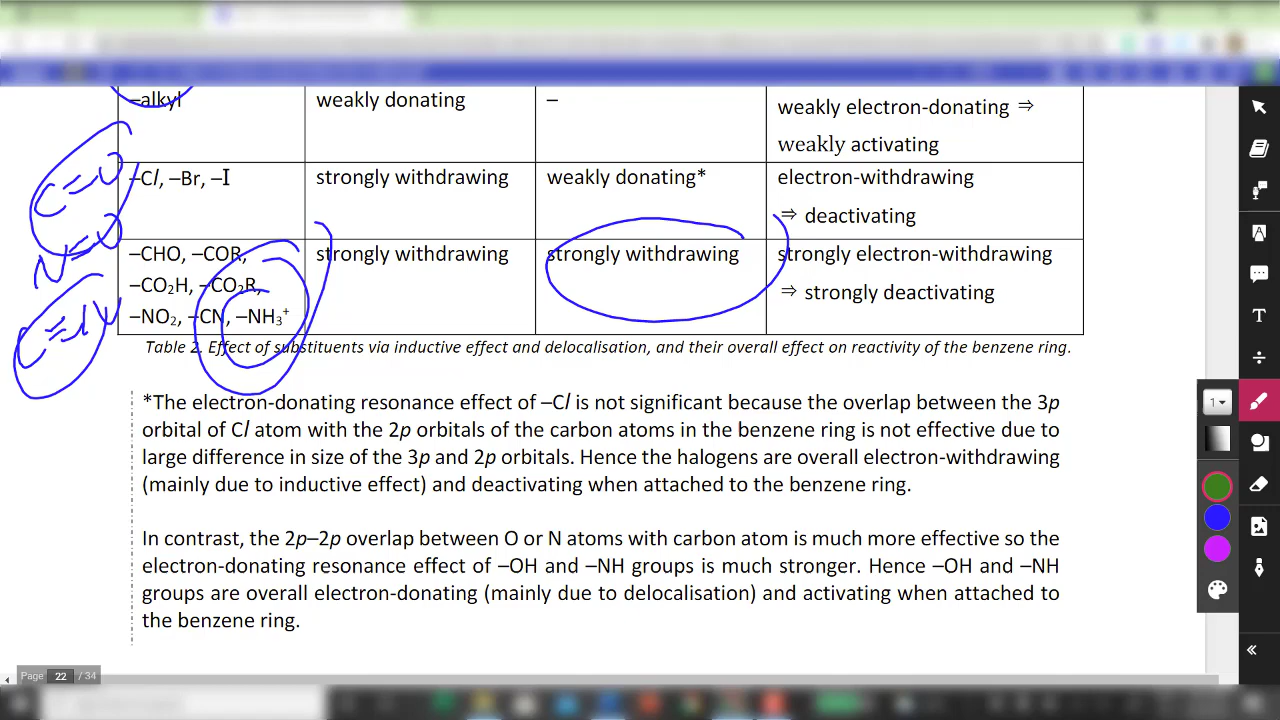 –alkyl
weakly donating
–
weakly electron-donating ⇒
weakly activating
–Cl, –Br, –I
strongly withdrawing
weakly donating*
electron-withdrawing
⇒ deactivating
–CHO, –COR,
–CO₂H, –CO₂R,
–NO₂, –CN, –NH₃⁺
strongly withdrawing
strongly withdrawing
strongly electron-withdrawing
⇒ strongly deactivating
C=O
N=O
C≡N
Table 2. Effect of substituents via inductive effect and delocalisation, and their overall effect on reactivity of the benzene ring.
*The electron-donating resonance effect of –Cl is not significant because the overlap between the 3p
orbital of Cl atom with the 2p orbitals of the carbon atoms in the benzene ring is not effective due to
large difference in size of the 3p and 2p orbitals. Hence the halogens are overall electron-withdrawing
(mainly due to inductive effect) and deactivating when attached to the benzene ring.
In contrast, the 2p–2p overlap between O or N atoms with carbon atom is much more effective so the
electron-donating resonance effect of –OH and –NH groups is much stronger. Hence –OH and –NH
groups are overall electron-donating (mainly due to delocalisation) and activating when attached to
the benzene ring.
Page 22 / 34
1